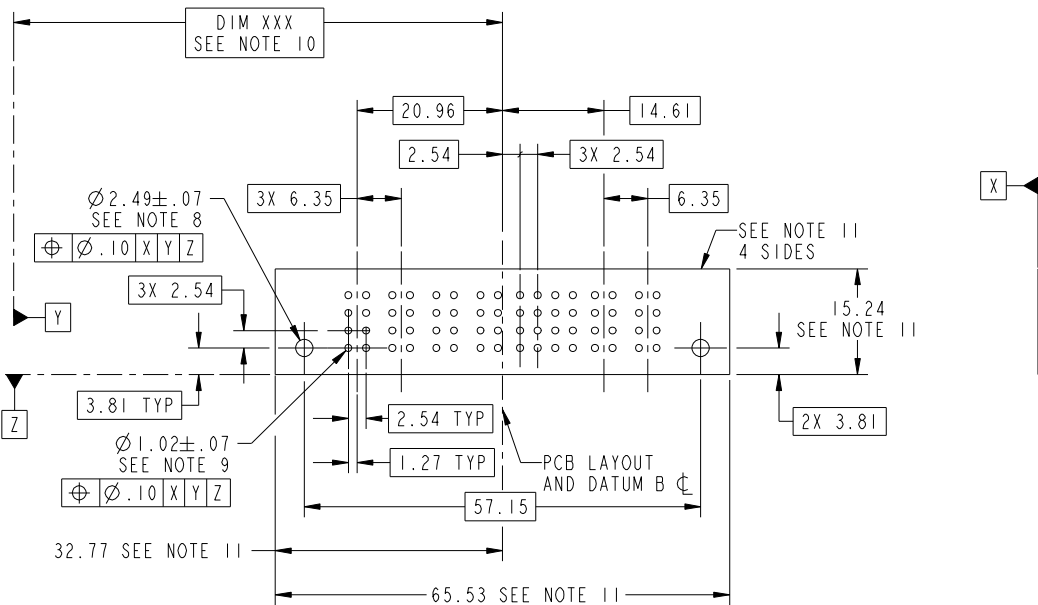 DIM XXX
SEE NOTE 10
20.96
14.61
2.54
3X 2.54
X
Ø2.49±.07
SEE NOTE 8
3X 6.35
6.35
⌖ Ø.10 X Y Z
SEE NOTE 11
4 SIDES
3X 2.54
15.24
SEE NOTE 11
Y
3.81 TYP
Z
2.54 TYP
2X 3.81
Ø1.02±.07
SEE NOTE 9
1.27 TYP
PCB LAYOUT
AND DATUM B ℄
⌖ Ø.10 X Y Z
57.15
32.77 SEE NOTE 11
65.53 SEE NOTE 11